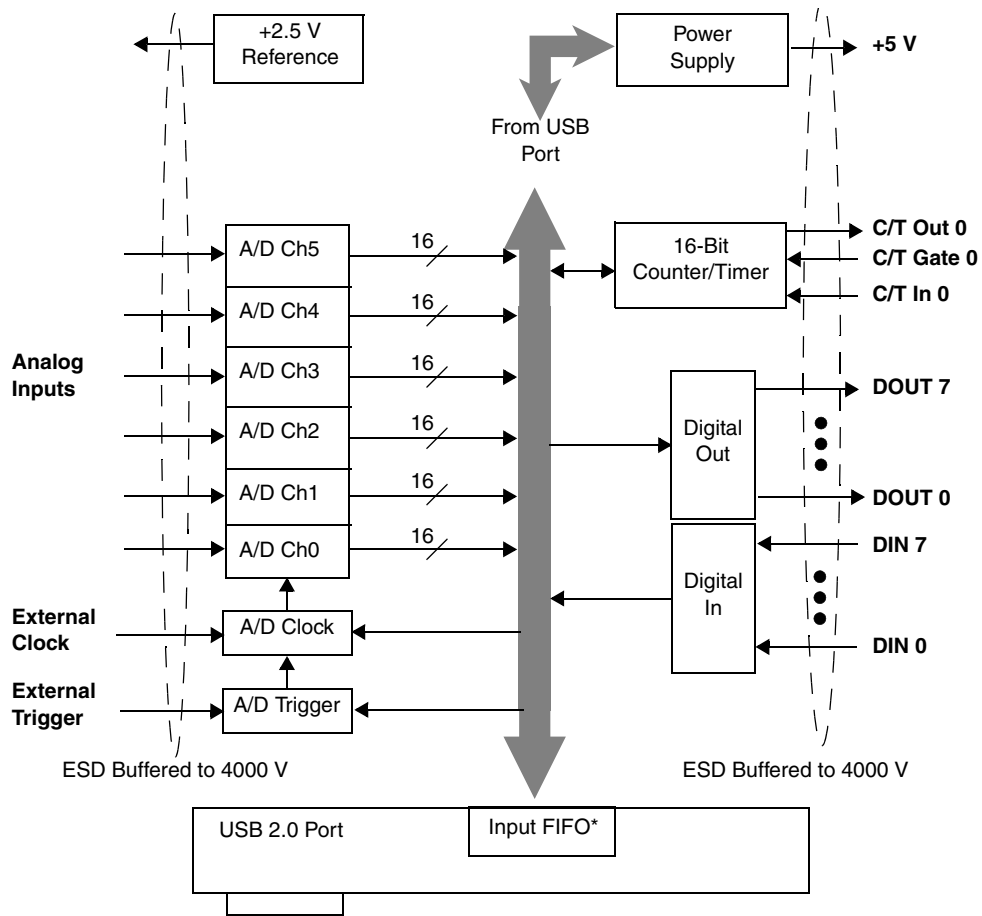 +2.5 V
Reference
Power
Supply
+5 V
From USB
Port
A/D Ch5
16
16-Bit
Counter/Timer
C/T Out 0
C/T Gate 0
C/T In 0
A/D Ch4
16
Analog
Inputs
A/D Ch3
16
DOUT 7
A/D Ch2
16
Digital
Out
A/D Ch1
16
DOUT 0
A/D Ch0
16
DIN 7
Digital
In
External
Clock
A/D Clock
DIN 0
External
Trigger
A/D Trigger
ESD Buffered to 4000 V
ESD Buffered to 4000 V
USB 2.0 Port
Input FIFO*